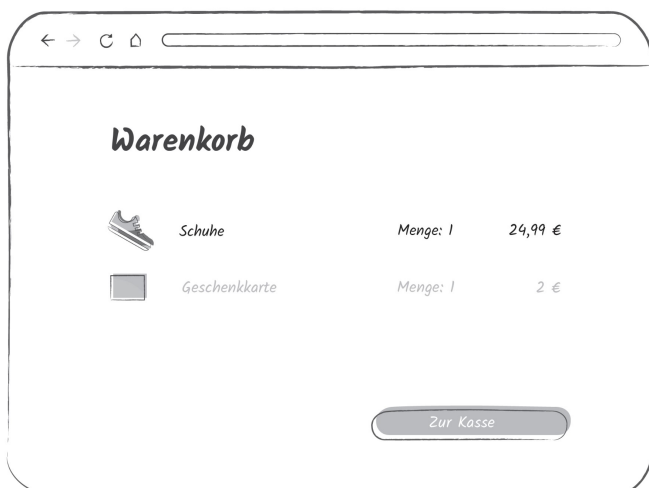 Warenkorb
Schuhe Menge: 1 24,99 €
Geschenkkarte Menge: 1 2 €
Zur Kasse